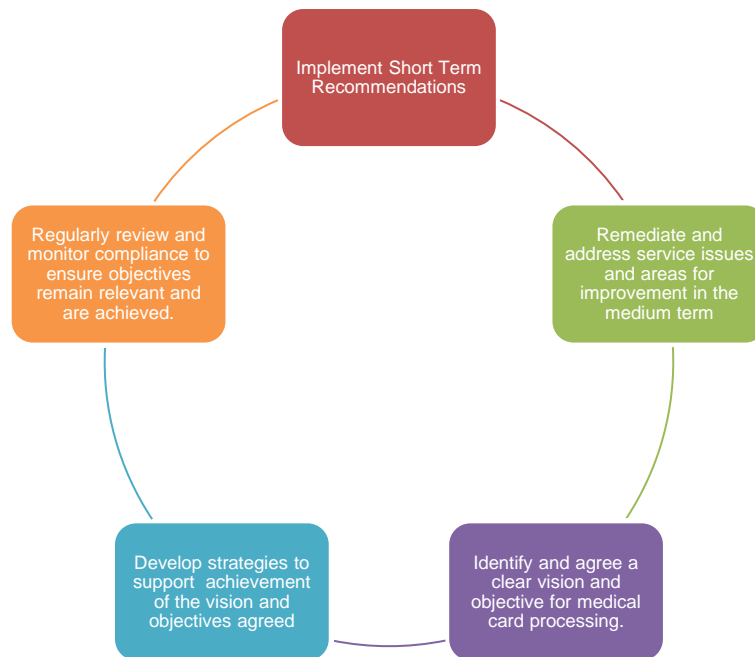 Implement Short Term
Recommendations
Remediate and
address service issues
and areas for
improvement in the
medium term
Identify and agree a
clear vision and
objective for medical
card processing.
Develop strategies to
support achievement
of the vision and
objectives agreed
Regularly review and
monitor compliance to
ensure objectives
remain relevant and
are achieved.